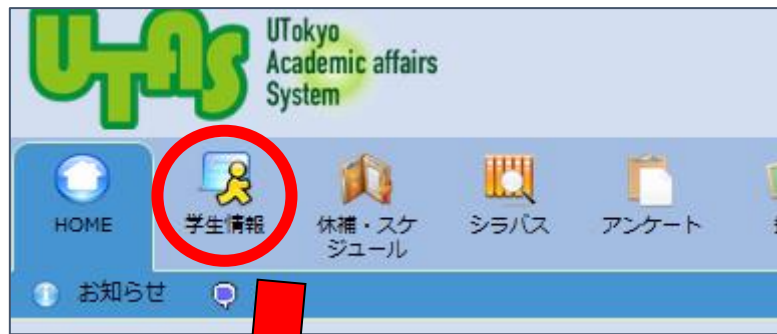 UTAS
UTokyo
Academic affairs
System
HOME
学生情報
休補・スケ
ジュール
シラバス
アンケート
お知らせ